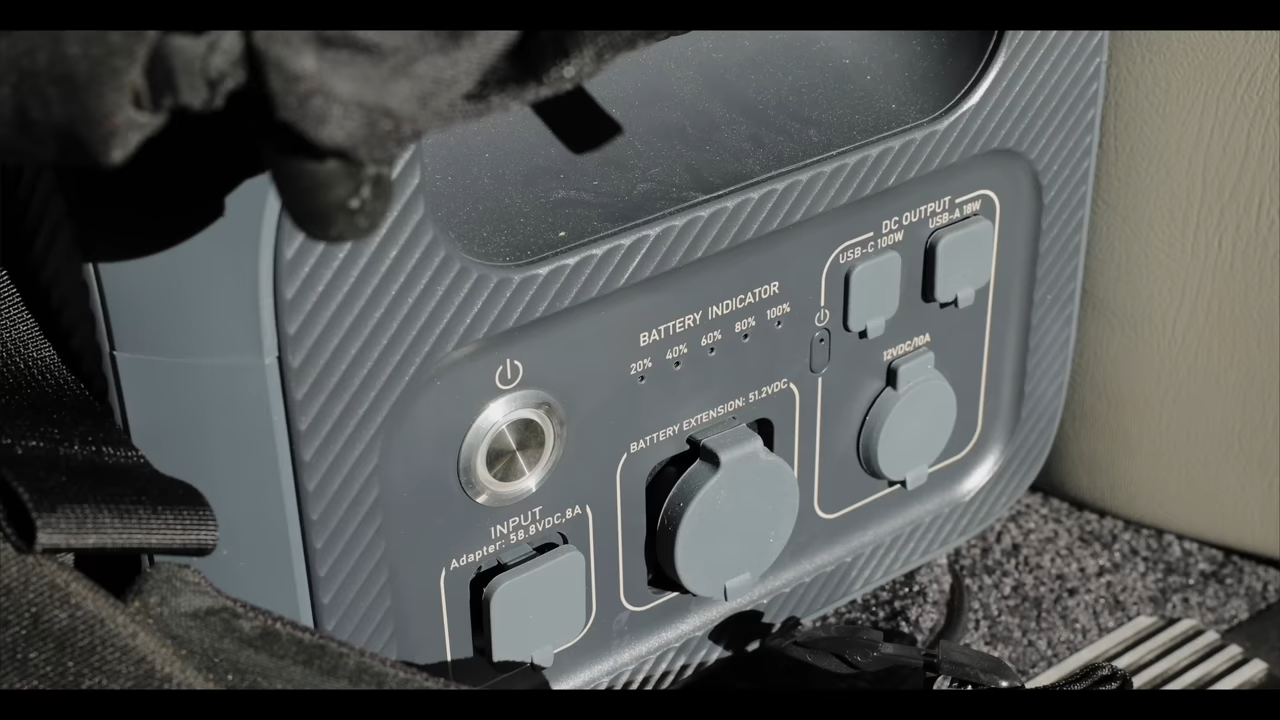 DC OUTPUT
USB-C 100W
USB-A 18W
BATTERY INDICATOR
20% 40% 60% 80% 100%
12VDC/10A
BATTERY EXTENSION: 51.2VDC
INPUT
Adapter: 58.8VDC,8A